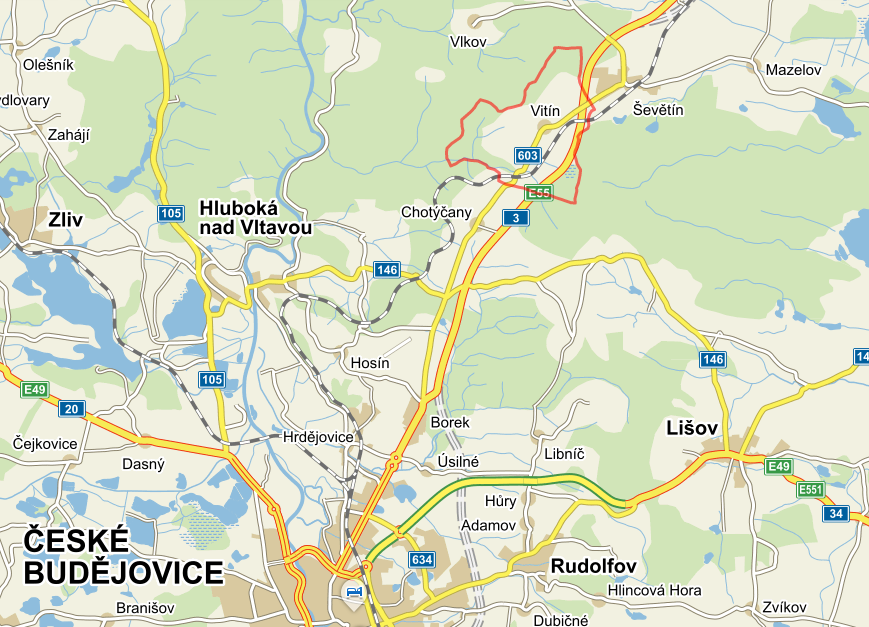 Vlkov
Olešník
Mazelov
dlovary
Vitín
Ševětín
Zahájí
603
E55
Hluboká
nad Vltavou
105
Chotýčany
3
Zliv
146
146
14
Hosín
105
E49
20
Borek
Lišov
Hrdějovice
Čejkovice
Dasný
Úsilné
Libníč
E49
E551
34
Hůry
Adamov
ČESKÉ
BUDĚJOVICE
634
Rudolfov
Hlincová Hora
Branišov
Zvíkov
Dubičné